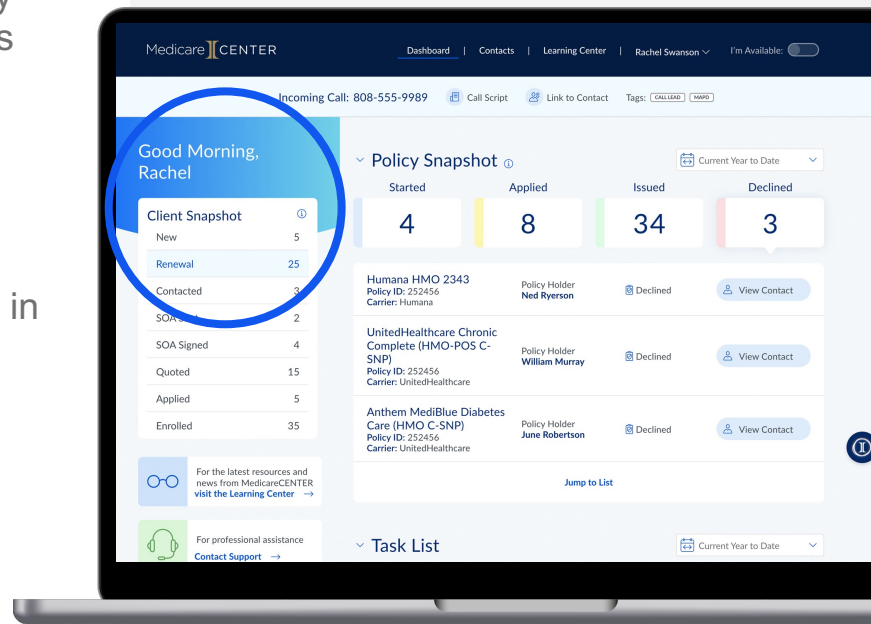 y
s
in
Medicare CENTER
Dashboard | Contacts | Learning Center | Rachel Swanson I'm Available:
Incoming Call: 808-555-9989 Call Script Link to Contact Tags: CALL LEAD MAPD
Good Morning,
Rachel
Client Snapshot
New 5
Renewal 25
Contacted 3
SOA
2
SOA Signed 4
Quoted 15
Applied 5
Enrolled 35
For the latest resources and
news from MedicareCENTER
visit the Learning Center →
For professional assistance
Contact Support →
Policy Snapshot
Current Year to Date
Started Applied Issued Declined
4 8 34 3
Humana HMO 2343
Policy ID: 252456
Carrier: Humana
Policy Holder
Ned Ryerson
Declined
View Contact
UnitedHealthcare Chronic
Complete (HMO-POS C-
SNP)
Policy ID: 252456
Carrier: UnitedHealthcare
Policy Holder
William Murray
Declined
View Contact
Anthem MediBlue Diabetes
Care (HMO C-SNP)
Policy ID: 252456
Carrier: UnitedHealthcare
Policy Holder
June Robertson
Declined
View Contact
Jump to List
Task List
Current Year to Date